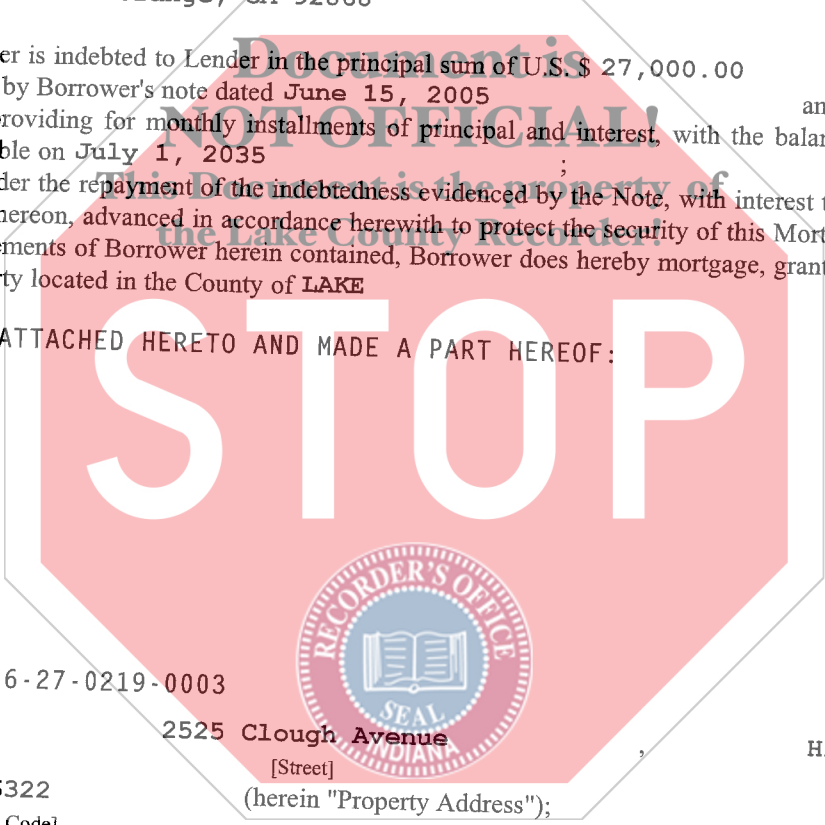 er is indebted to Lender in the principal sum of U.S. $ 27,000.00
Document is
by Borrower's note dated June 15, 2005
an
NOT OFFICIAL!
roviding for monthly installments of principal and interest, with the balan
ble on July 1, 2035 ;
This Document is the property of
der the repayment of the indebtedness evidenced by the Note, with interest t
hereon, advanced in accordance herewith to protect the security of this Mort
the Lake County Recorder!
ements of Borrower herein contained, Borrower does hereby mortgage, grant
ty located in the County of LAKE
ATTACHED HERETO AND MADE A PART HEREOF:
STOP
RECORDER'S OFFICE
SEAL
INDIANA
6-27-0219-0003
2525 Clough Avenue , H
[Street]
5322
(herein "Property Address");
Code]